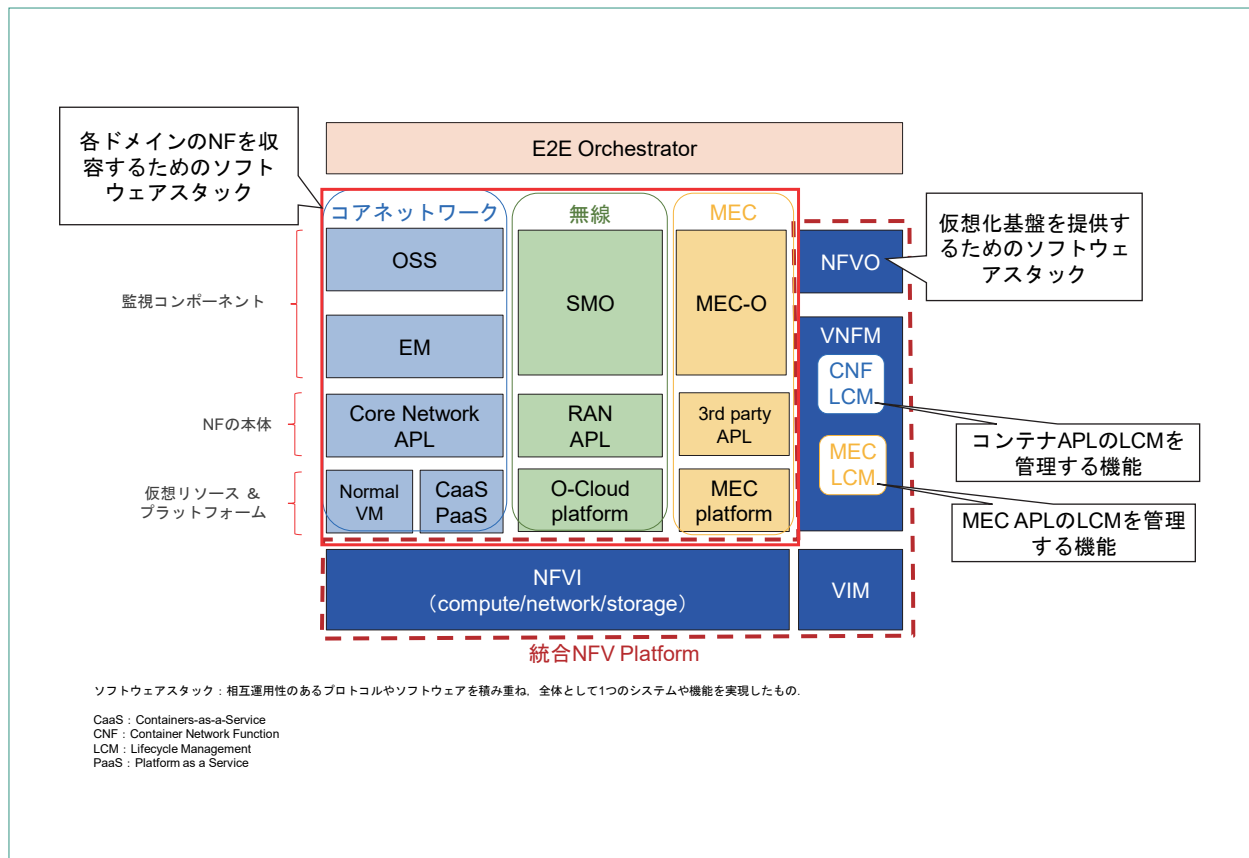 各ドメインのNFを収
容するためのソフト
ウェアスタック
E2E Orchestrator
コアネットワーク
無線
MEC
仮想化基盤を提供す
るためのソフトウェ
アスタック
監視コンポーネント
OSS
EM
SMO
MEC-O
NFVO
VNFM
CNF
LCM
MEC
LCM
コンテナAPLのLCMを
管理する機能
MEC APLのLCMを管理
する機能
NFの本体
Core Network
APL
RAN
APL
3rd party
APL
仮想リソース &
プラットフォーム
Normal
VM
CaaS
PaaS
O-Cloud
platform
MEC
platform
NFVI
（compute/network/storage）
VIM
統合NFV Platform
ソフトウェアスタック：相互運用性のあるプロトコルやソフトウェアを積み重ね，全体として1つのシステムや機能を実現したもの．
CaaS：Containers-as-a-Service
CNF：Container Network Function
LCM：Lifecycle Management
PaaS：Platform as a Service